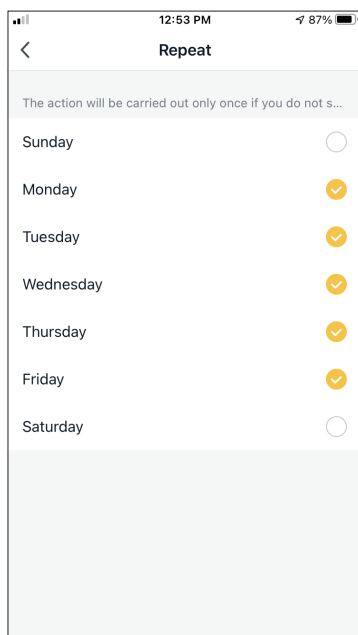 12:53 PM 87%
Repeat
The action will be carried out only once if you do not s...
Sunday
Monday
Tuesday
Wednesday
Thursday
Friday
Saturday